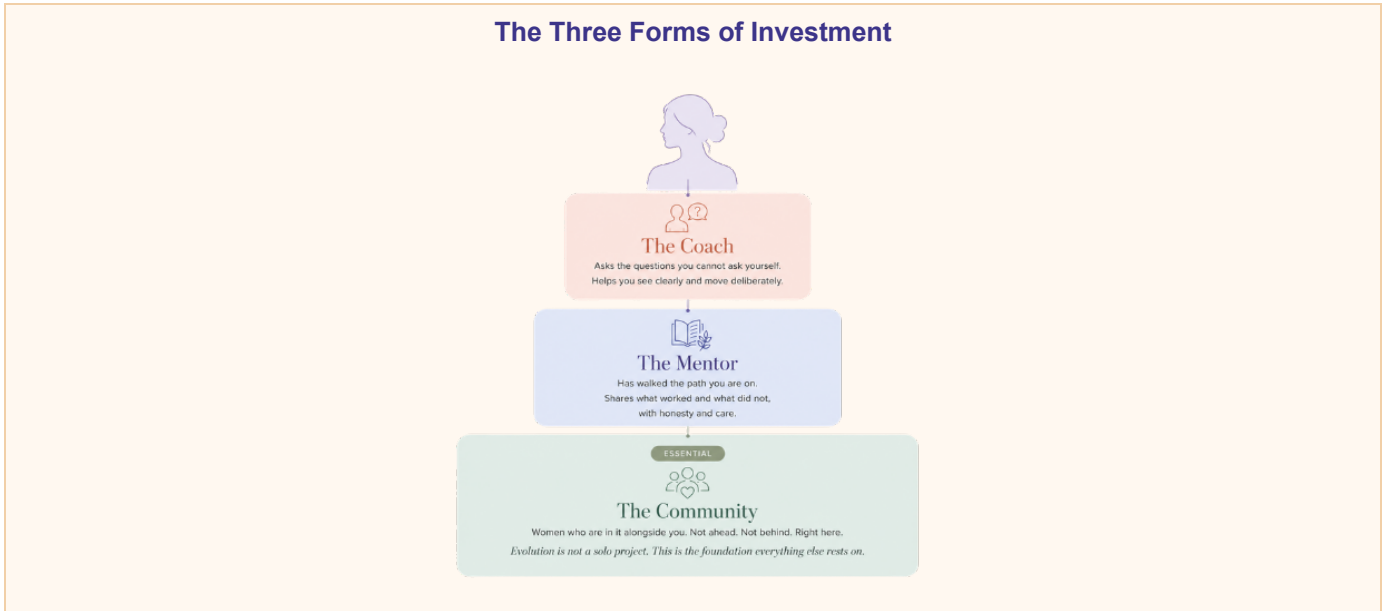 The Three Forms of Investment
?
The Coach
Asks the questions you cannot ask yourself.
Helps you see clearly and move deliberately.
The Mentor
Has walked the path you are on.
Shares what worked and what did not,
with honesty and care.
ESSENTIAL
The Community
Women who are in it alongside you. Not ahead. Not behind. Right here.
Evolution is not a solo project. This is the foundation everything else rests on.